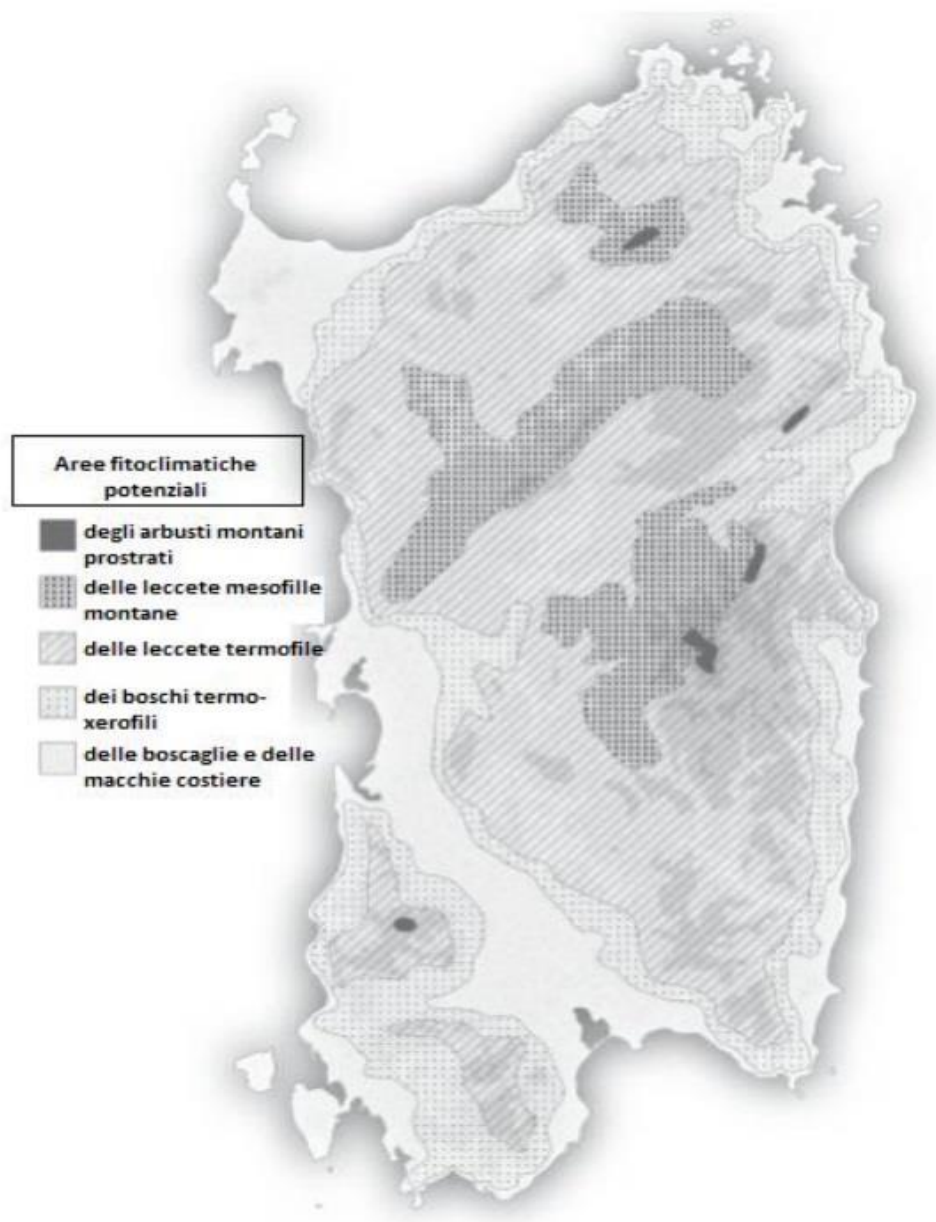 Aree fitoclimatiche
potenziali
degli arbusti montani
prostrati
delle leccete mesofille
montane
delle leccete termofile
dei boschi termo-
xerofili
delle boscaglie e delle
macchie costiere